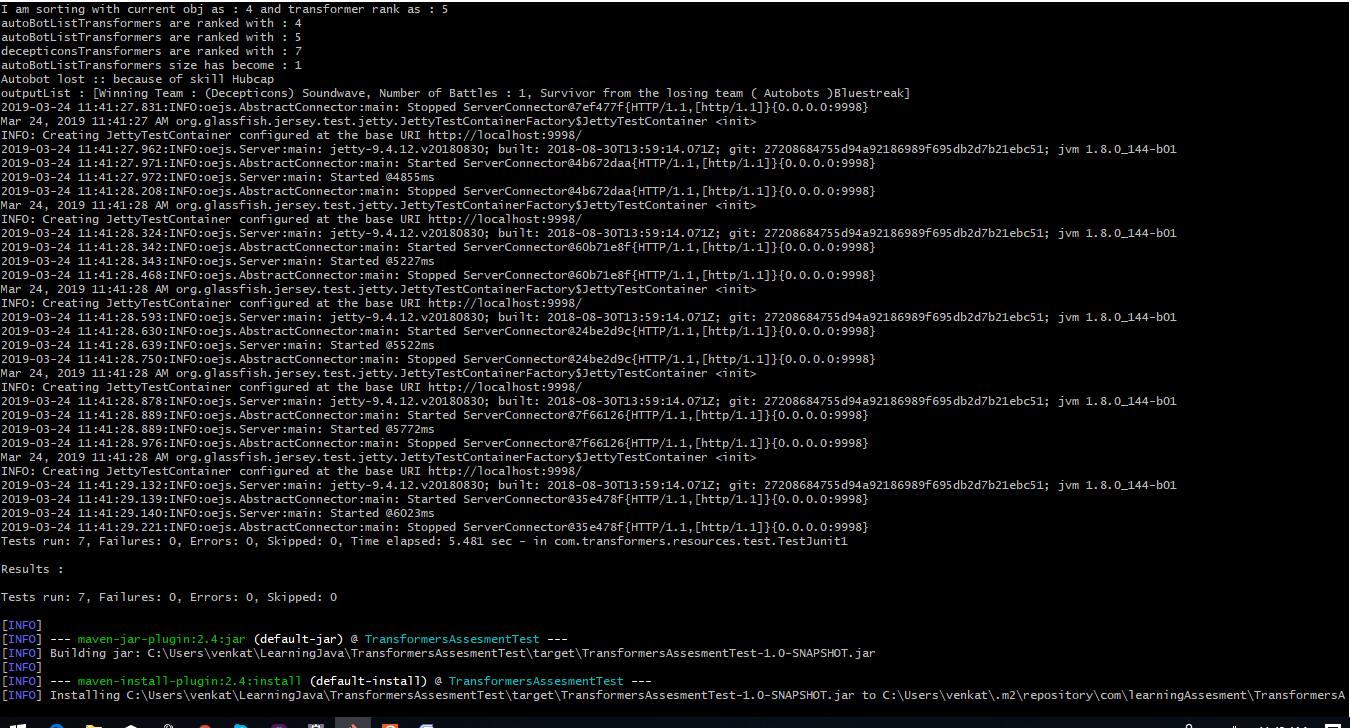 I am sorting with current obj as : 4 and transformer rank as : 5
autoBotListTransformers are ranked with : 4
autoBotListTransformers are ranked with : 5
decepticonsTransformers are ranked with : 7
autoBotListTransformers size has become : 1
Autobot lost :: because of skill Hubcap
outputList : [Winning Team : (Decepticons) Soundwave, Number of Battles : 1, Survivor from the losing team ( Autobots )Bluestreak]
2019-03-24 11:41:27.831:INFO:oejs.AbstractConnector:main: Stopped ServerConnector@7ef477f{HTTP/1.1,[http/1.1]}{0.0.0.0:9998}
Mar 24, 2019 11:41:27 AM org.glassfish.jersey.test.jetty.JettyTestContainerFactory$JettyTestContainer <init>
INFO: Creating JettyTestContainer configured at the base URI http://localhost:9998/
2019-03-24 11:41:27.962:INFO:oejs.Server:main: jetty-9.4.12.v20180830; built: 2018-08-30T13:59:14.071Z; git: 27208684755d94a92186989f695db2d7b21ebc51; jvm 1.8.0_144-b01
2019-03-24 11:41:27.971:INFO:oejs.AbstractConnector:main: Started ServerConnector@4b672daa{HTTP/1.1,[http/1.1]}{0.0.0.0:9998}
2019-03-24 11:41:27.972:INFO:oejs.Server:main: Started @4855ms
2019-03-24 11:41:28.208:INFO:oejs.AbstractConnector:main: Stopped ServerConnector@4b672daa{HTTP/1.1,[http/1.1]}{0.0.0.0:9998}
Mar 24, 2019 11:41:28 AM org.glassfish.jersey.test.jetty.JettyTestContainerFactory$JettyTestContainer <init>
INFO: Creating JettyTestContainer configured at the base URI http://localhost:9998/
2019-03-24 11:41:28.324:INFO:oejs.Server:main: jetty-9.4.12.v20180830; built: 2018-08-30T13:59:14.071Z; git: 27208684755d94a92186989f695db2d7b21ebc51; jvm 1.8.0_144-b01
2019-03-24 11:41:28.342:INFO:oejs.AbstractConnector:main: Started ServerConnector@60b71e8f{HTTP/1.1,[http/1.1]}{0.0.0.0:9998}
2019-03-24 11:41:28.343:INFO:oejs.Server:main: Started @5227ms
2019-03-24 11:41:28.468:INFO:oejs.AbstractConnector:main: Stopped ServerConnector@60b71e8f{HTTP/1.1,[http/1.1]}{0.0.0.0:9998}
Mar 24, 2019 11:41:28 AM org.glassfish.jersey.test.jetty.JettyTestContainerFactory$JettyTestContainer <init>
INFO: Creating JettyTestContainer configured at the base URI http://localhost:9998/
2019-03-24 11:41:28.593:INFO:oejs.Server:main: jetty-9.4.12.v20180830; built: 2018-08-30T13:59:14.071Z; git: 27208684755d94a92186989f695db2d7b21ebc51; jvm 1.8.0_144-b01
2019-03-24 11:41:28.630:INFO:oejs.AbstractConnector:main: Started ServerConnector@24be2d9c{HTTP/1.1,[http/1.1]}{0.0.0.0:9998}
2019-03-24 11:41:28.639:INFO:oejs.Server:main: Started @5522ms
2019-03-24 11:41:28.750:INFO:oejs.AbstractConnector:main: Stopped ServerConnector@24be2d9c{HTTP/1.1,[http/1.1]}{0.0.0.0:9998}
Mar 24, 2019 11:41:28 AM org.glassfish.jersey.test.jetty.JettyTestContainerFactory$JettyTestContainer <init>
INFO: Creating JettyTestContainer configured at the base URI http://localhost:9998/
2019-03-24 11:41:28.878:INFO:oejs.Server:main: jetty-9.4.12.v20180830; built: 2018-08-30T13:59:14.071Z; git: 27208684755d94a92186989f695db2d7b21ebc51; jvm 1.8.0_144-b01
2019-03-24 11:41:28.889:INFO:oejs.AbstractConnector:main: Started ServerConnector@7f66126{HTTP/1.1,[http/1.1]}{0.0.0.0:9998}
2019-03-24 11:41:28.889:INFO:oejs.Server:main: Started @5772ms
2019-03-24 11:41:28.976:INFO:oejs.AbstractConnector:main: Stopped ServerConnector@7f66126{HTTP/1.1,[http/1.1]}{0.0.0.0:9998}
Mar 24, 2019 11:41:28 AM org.glassfish.jersey.test.jetty.JettyTestContainerFactory$JettyTestContainer <init>
INFO: Creating JettyTestContainer configured at the base URI http://localhost:9998/
2019-03-24 11:41:29.132:INFO:oejs.Server:main: jetty-9.4.12.v20180830; built: 2018-08-30T13:59:14.071Z; git: 27208684755d94a92186989f695db2d7b21ebc51; jvm 1.8.0_144-b01
2019-03-24 11:41:29.139:INFO:oejs.AbstractConnector:main: Started ServerConnector@35e478f{HTTP/1.1,[http/1.1]}{0.0.0.0:9998}
2019-03-24 11:41:29.140:INFO:oejs.Server:main: Started @6023ms
2019-03-24 11:41:29.221:INFO:oejs.AbstractConnector:main: Stopped ServerConnector@35e478f{HTTP/1.1,[http/1.1]}{0.0.0.0:9998}
Tests run: 7, Failures: 0, Errors: 0, Skipped: 0, Time elapsed: 5.481 sec - in com.transformers.resources.test.TestJunit1
Results :
Tests run: 7, Failures: 0, Errors: 0, Skipped: 0
[INFO]
[INFO] --- maven-jar-plugin:2.4:jar (default-jar) @ TransformersAssesmentTest ---
[INFO] Building jar: C:\Users\venkat\LearningJava\TransformersAssesmentTest\target\TransformersAssesmentTest-1.0-SNAPSHOT.jar
[INFO]
[INFO] --- maven-install-plugin:2.4:install (default-install) @ TransformersAssesmentTest ---
[INFO] Installing C:\Users\venkat\LearningJava\TransformersAssesmentTest\target\TransformersAssesmentTest-1.0-SNAPSHOT.jar to C:\Users\venkat\.m2\repository\com\learningAssesment\TransformersA